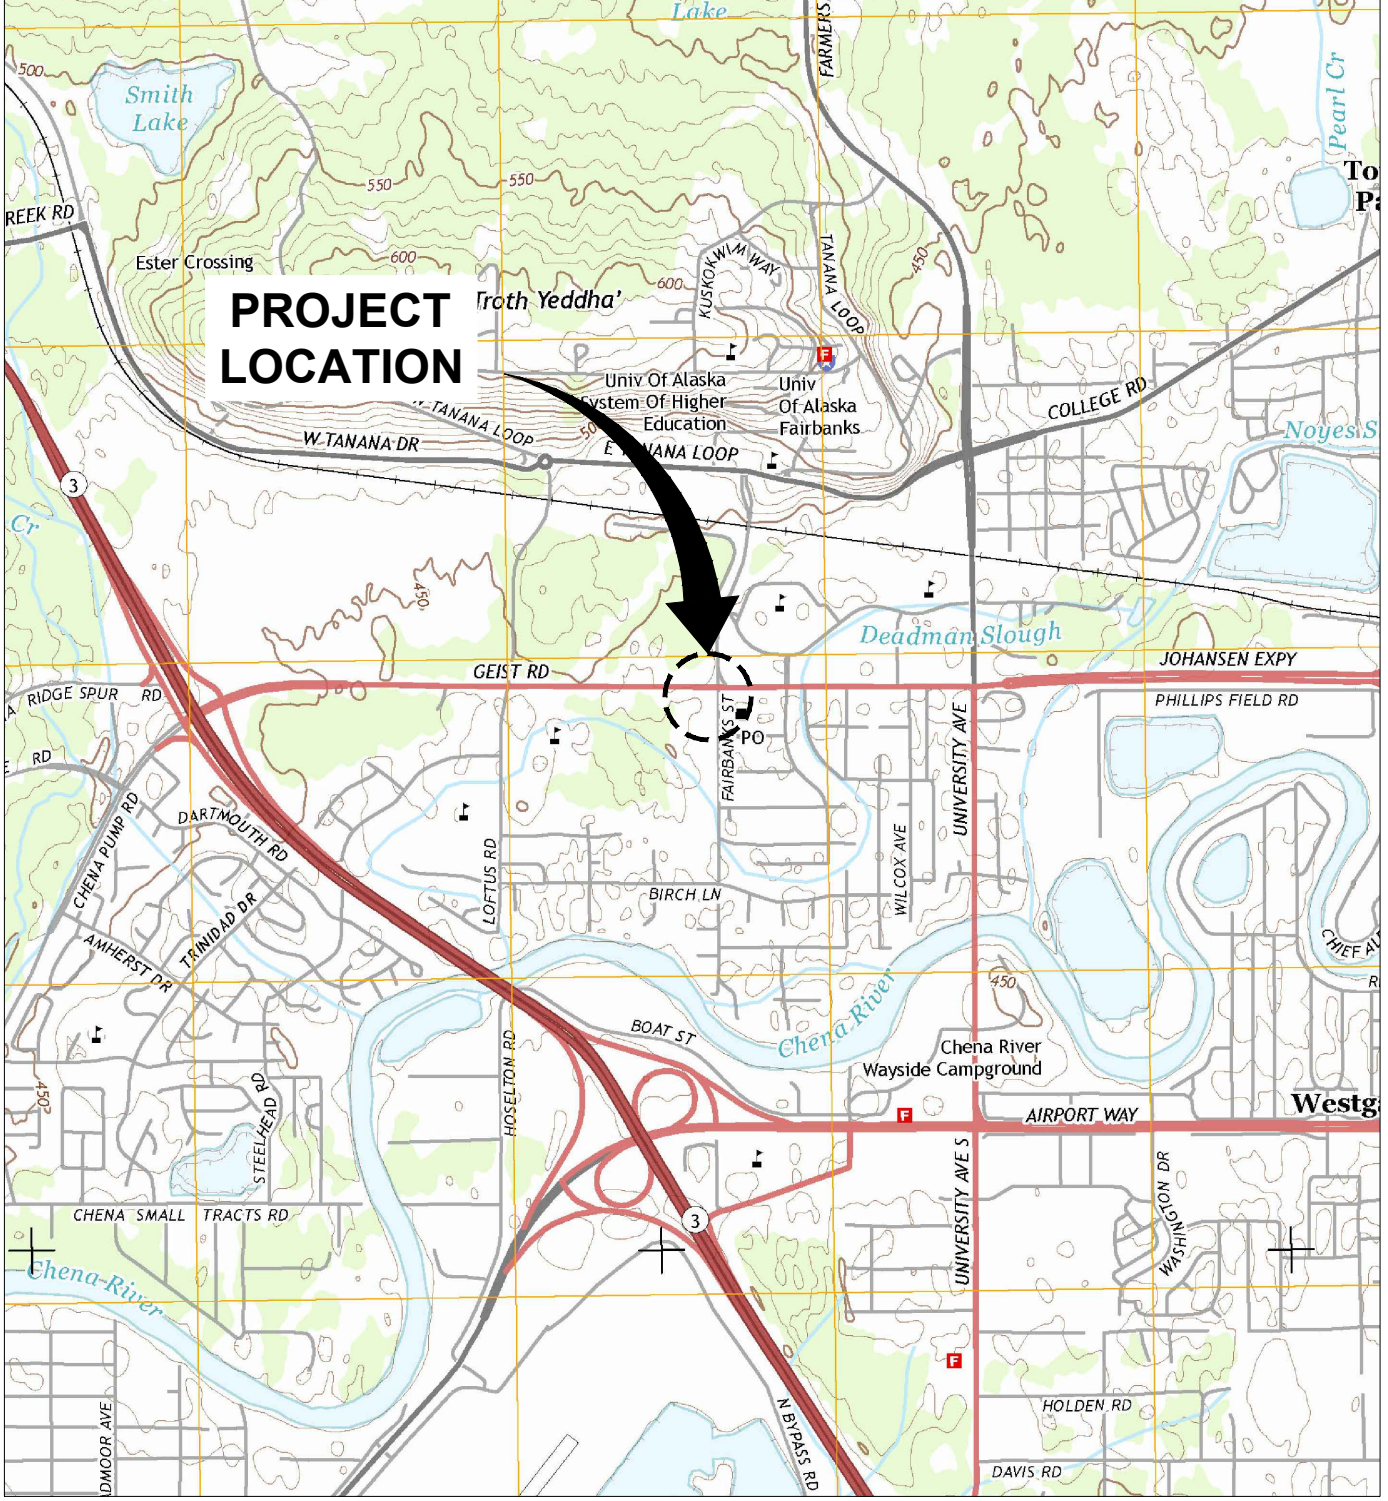 Lake
FARMERS
500
Smith
Lake
Pearl Cr
To
Pa
550
550
REEK RD
Ester Crossing
600
KUSKOKWIM WAY
TANANA LOOP
450
600
Troth Yeddha'
PROJECT
LOCATION
F
Univ Of Alaska
System Of Higher
Education
Univ
Of Alaska
Fairbanks
COLLEGE RD
W TANANA LOOP
W TANANA DR
E TANANA LOOP
Noyes S
3
Cr
450
Deadman Slough
GEIST RD
JOHANSEN EXPY
A RIDGE SPUR RD
PHILLIPS FIELD RD
FAIRBANKS ST
PO
UNIVERSITY AVE
E RD
CHENA PUMP RD
DARTMOUTH RD
LOFTUS RD
WILCOX AVE
BIRCH LN
TRINIDAD DR
AMHERST DR
CHIEF ALE
R
450
Chena River
BOAT ST
HOSELTON RD
Chena River
Wayside Campground
450
STEELHEAD RD
F
AIRPORT WAY
Westga
UNIVERSITY AVE S
WASHINGTON DR
CHENA SMALL TRACTS RD
3
Chena River
F
N BYPASS RD
HOLDEN RD
ADMOOR AVE
DAVIS RD